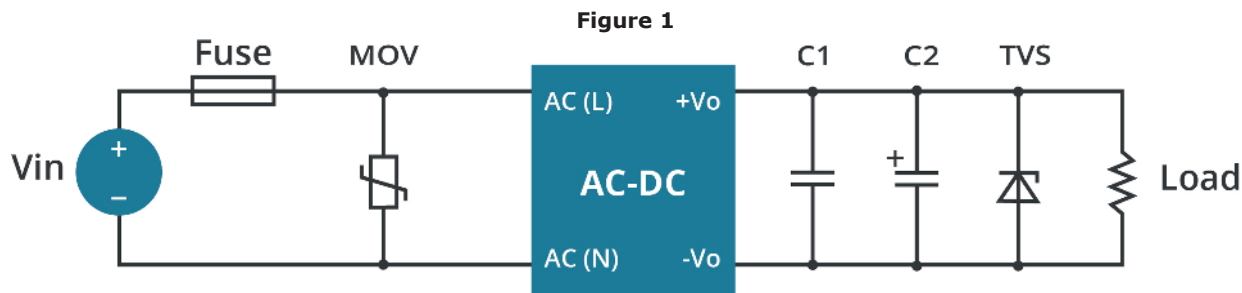 Figure 1
Fuse
MOV
C1
C2
TVS
AC (L)
+Vo
Vin
+
−
AC-DC
+
Load
AC (N)
-Vo